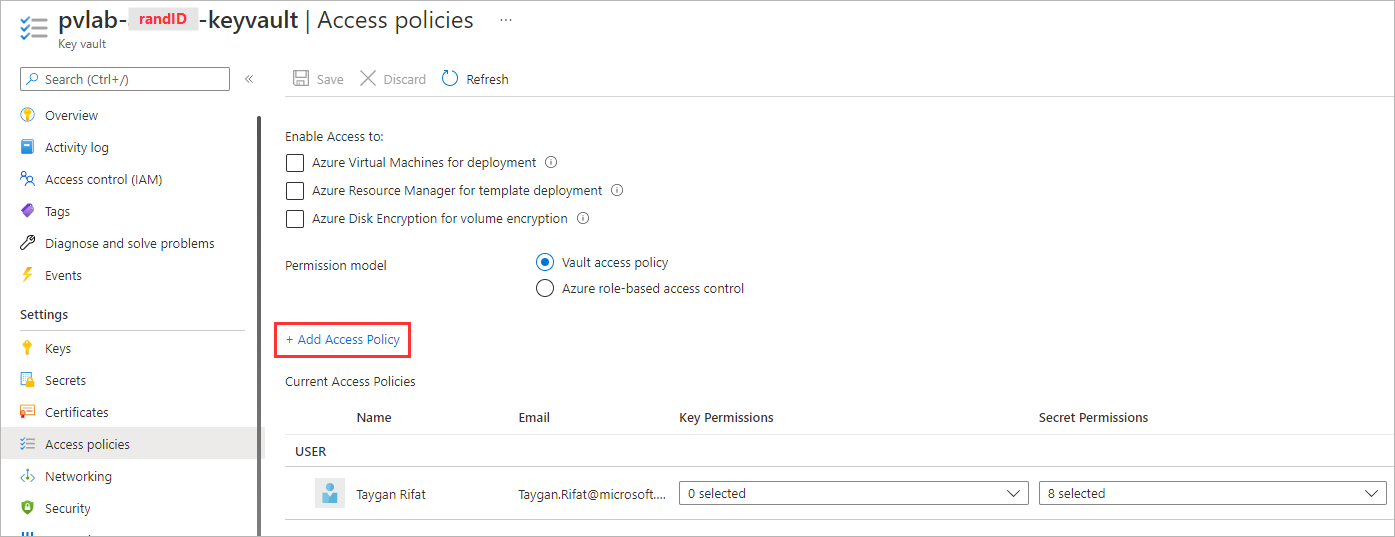 pvlab-randID-keyvault | Access policies ...
Key vault
Search (Ctrl+/) «
Save Discard Refresh
Overview
Activity log
Access control (IAM)
Tags
Diagnose and solve problems
Events
Settings
Keys
Secrets
Certificates
Access policies
Networking
Security
Enable Access to:
Azure Virtual Machines for deployment
Azure Resource Manager for template deployment
Azure Disk Encryption for volume encryption
Permission model
Vault access policy
Azure role-based access control
+ Add Access Policy
Current Access Policies
Name Email Key Permissions Secret Permissions
USER
Taygan Rifat Taygan.Rifat@microsoft.... 0 selected 8 selected